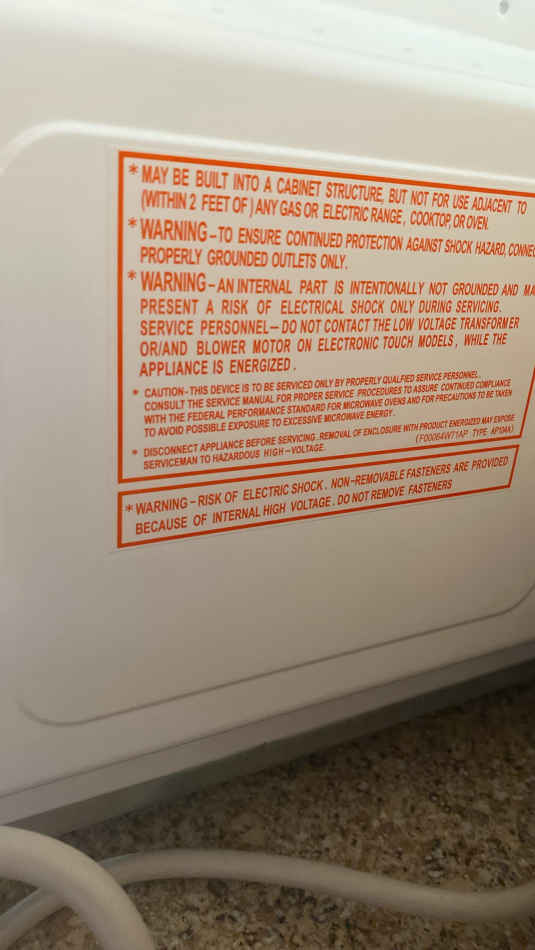 * MAY BE BUILT INTO A CABINET STRUCTURE, BUT NOT FOR USE ADJACENT TO
(WITHIN 2 FEET OF ) ANY GAS OR ELECTRIC RANGE , COOKTOP, OR OVEN.
* WARNING – TO ENSURE CONTINUED PROTECTION AGAINST SHOCK HAZARD, CONNEC
PROPERLY GROUNDED OUTLETS ONLY.
* WARNING – AN INTERNAL PART IS INTENTIONALLY NOT GROUNDED AND MA
PRESENT A RISK OF ELECTRICAL SHOCK ONLY DURING SERVICING.
SERVICE PERSONNEL – DO NOT CONTACT THE LOW VOLTAGE TRANSFORMER
OR/AND BLOWER MOTOR ON ELECTRONIC TOUCH MODELS , WHILE THE
APPLIANCE IS ENERGIZED .
* CAUTION - THIS DEVICE IS TO BE SERVICED ONLY BY PROPERLY QUALFIED SERVICE PERSONNEL .
CONSULT THE SERVICE MANUAL FOR PROPER SERVICE PROCEDURES TO ASSURE CONTINUED COMPLIANCE
WITH THE FEDERAL PERFORMANCE STANDARD FOR MICROWAVE OVENS AND FOR PRECAUTIONS TO BE TAKEN
TO AVOID POSSIBLE EXPOSURE TO EXCESSIVE MICROWAVE ENERGY .
* DISCONNECT APPLIANCE BEFORE SERVICING . REMOVAL OF ENCLOSURE WITH PRODUCT ENERGIZED MAY EXPOSE
SERVICEMAN TO HAZARDOUS HIGH – VOLTAGE.
* WARNING – RISK OF ELECTRIC SHOCK . NON–REMOVABLE FASTENERS ARE PROVIDED
BECAUSE OF INTERNAL HIGH VOLTAGE . DO NOT REMOVE FASTENERS